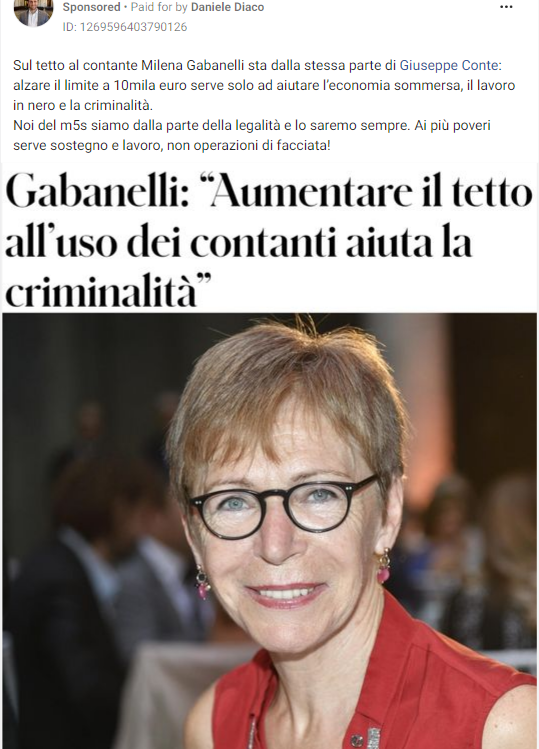 Sponsored • Paid for by Daniele Diaco
ID: 1269596403790126
Sul tetto al contante Milena Gabanelli sta dalla stessa parte di Giuseppe Conte:
alzare il limite a 10mila euro serve solo ad aiutare l'economia sommersa, il lavoro
in nero e la criminalità.
Noi del m5s siamo dalla parte della legalità e lo saremo sempre. Ai più poveri
serve sostegno e lavoro, non operazioni di facciata!
Gabanelli: “Aumentare il tetto
all’uso dei contanti aiuta la
criminalità”